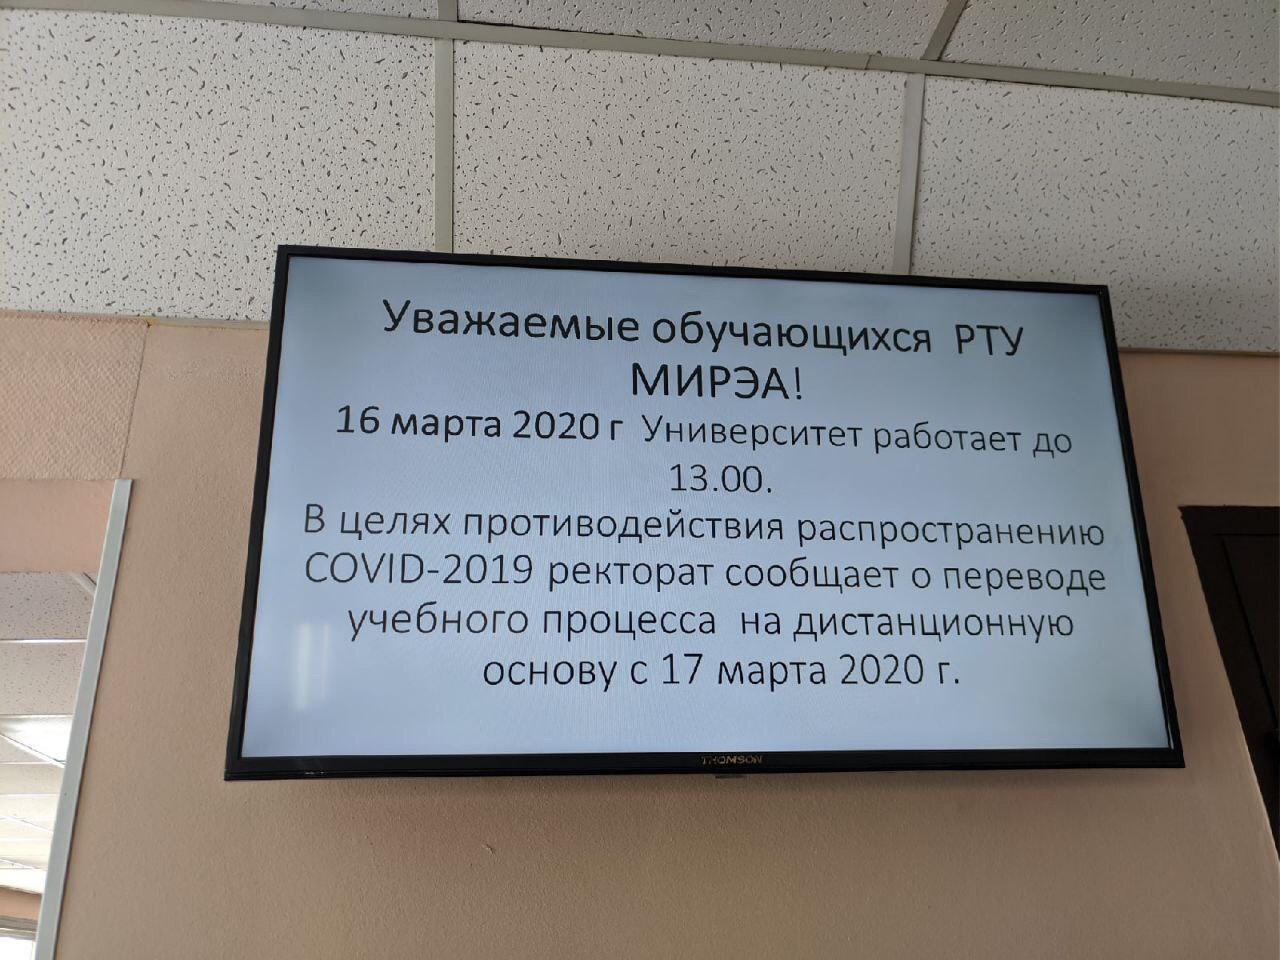 Уважаемые обучающихся РТУ
МИРЭА!
16 марта 2020 г Университет работает до
13.00.
В целях противодействия распространению
COVID-2019 ректорат сообщает о переводе
учебного процесса на дистанционную
основу с 17 марта 2020 г.
THOMSON